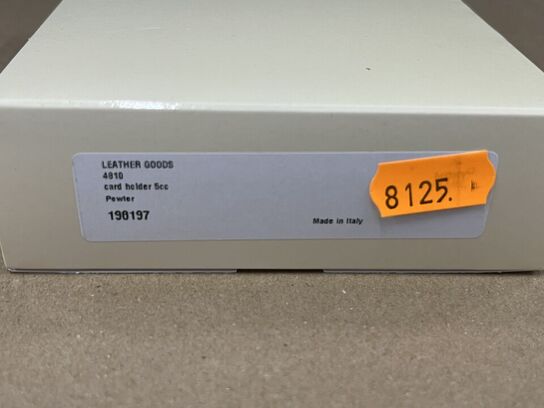 LEATHER GOODS
4810
card holder 5cc
Pewter
198197
Made in Italy
8125.